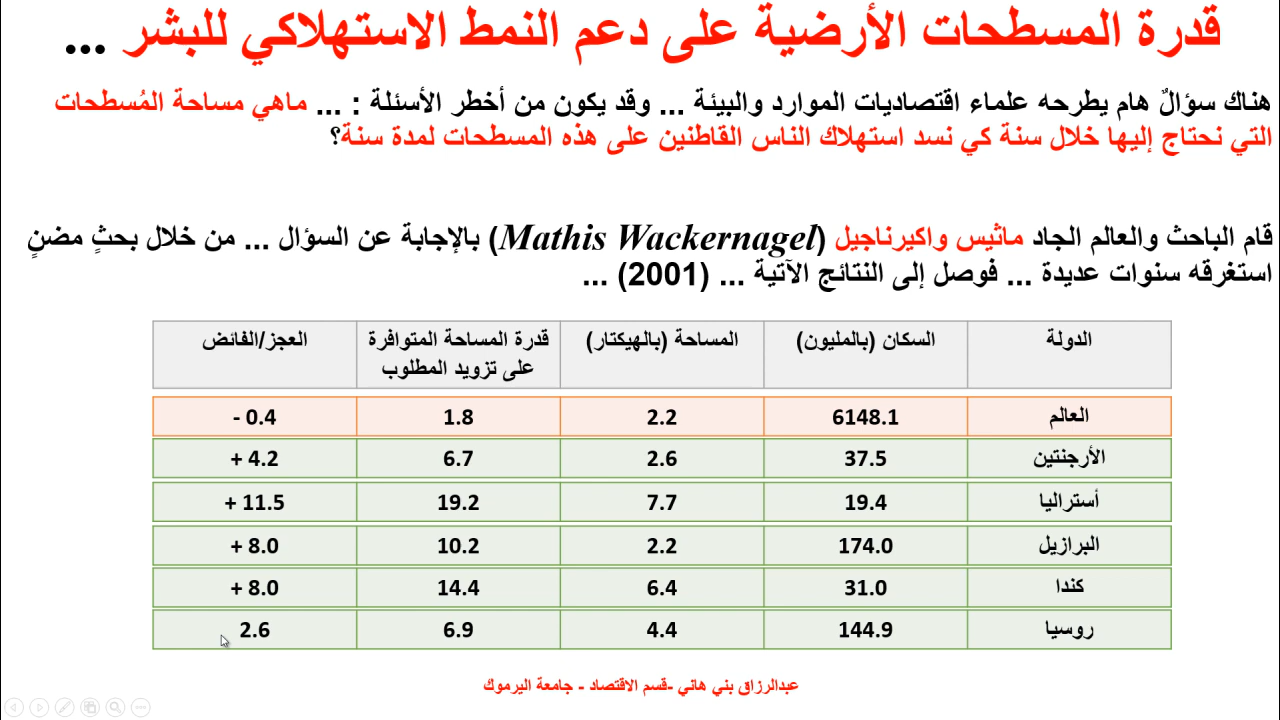 قدرة المسطحات الأرضية على دعم النمط الاستهلاكي للبشر ...
هناك سؤالٌ هام يطرحه علماء اقتصاديات الموارد والبيئة ... وقد يكون من أخطر الأسئلة : ... ماهي مساحة المُسطحات
التي نحتاج إليها خلال سنة كي نسد استهلاك الناس القاطنين على هذه المسطحات لمدة سنة؟
قام الباحث والعالم الجاد ماثيس واكيرناجيل (Mathis Wackernagel) بالإجابة عن السؤال ... من خلال بحثٍ مضنٍ
استغرقه سنوات عديدة ... فوصل إلى النتائج الآتية ... (2001) ...
الدولة السكان (بالمليون) المساحة (بالهيكتار) قدرة المساحة المتوافرة العجز/الفائض
على تزويد المطلوب
العالم 6148.1 2.2 1.8 - 0.4
الأرجنتين 37.5 2.6 6.7 + 4.2
أستراليا 19.4 7.7 19.2 + 11.5
البرازيل 174.0 2.2 10.2 + 8.0
كندا 31.0 6.4 14.4 + 8.0
روسيا 144.9 4.4 6.9 2.6
عبدالرزاق بني هاني -قسم الاقتصاد - جامعة اليرموك